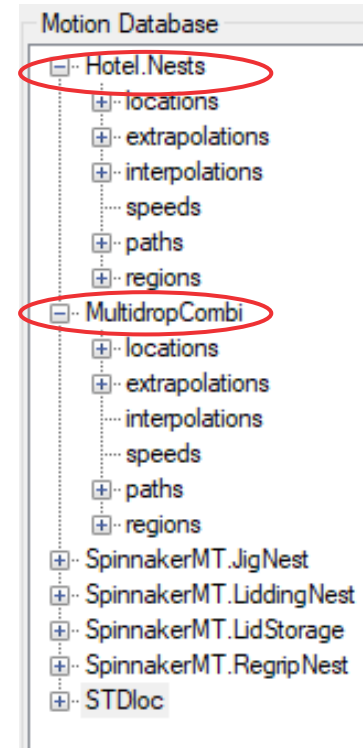 Motion Database
Hotel.Nests
locations
extrapolations
interpolations
speeds
paths
regions
MultidropCombi
locations
extrapolations
interpolations
speeds
paths
regions
SpinnakerMT.JigNest
SpinnakerMT.LiddingNest
SpinnakerMT.LidStorage
SpinnakerMT.RegripNest
STDloc